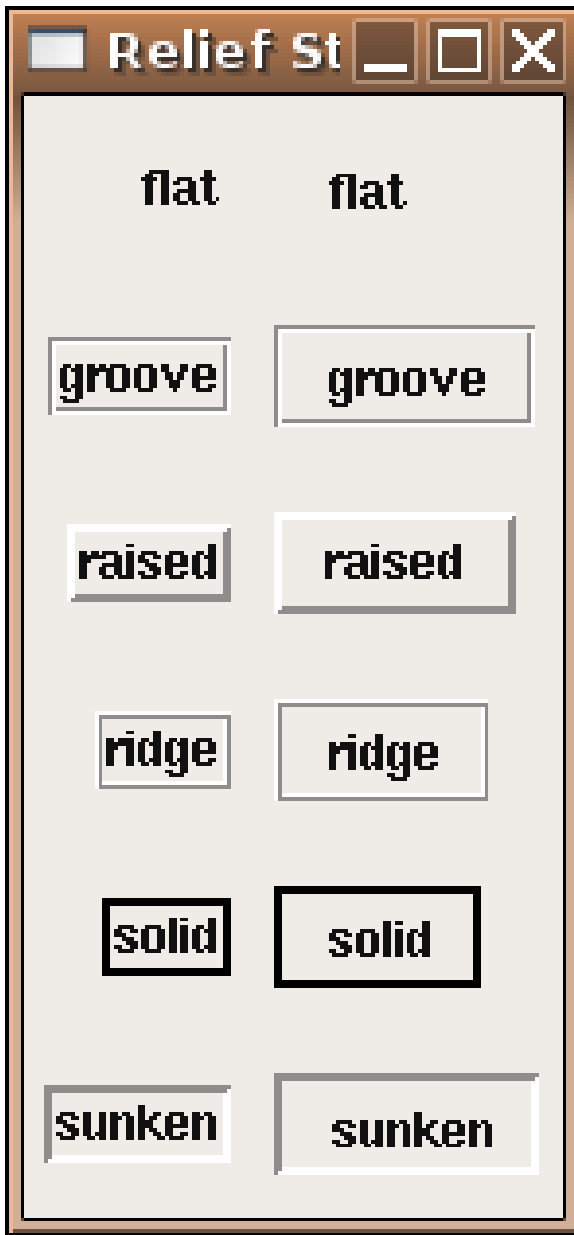 Relief St
flat flat
groove groove
raised raised
ridge ridge
solid solid
sunken sunken